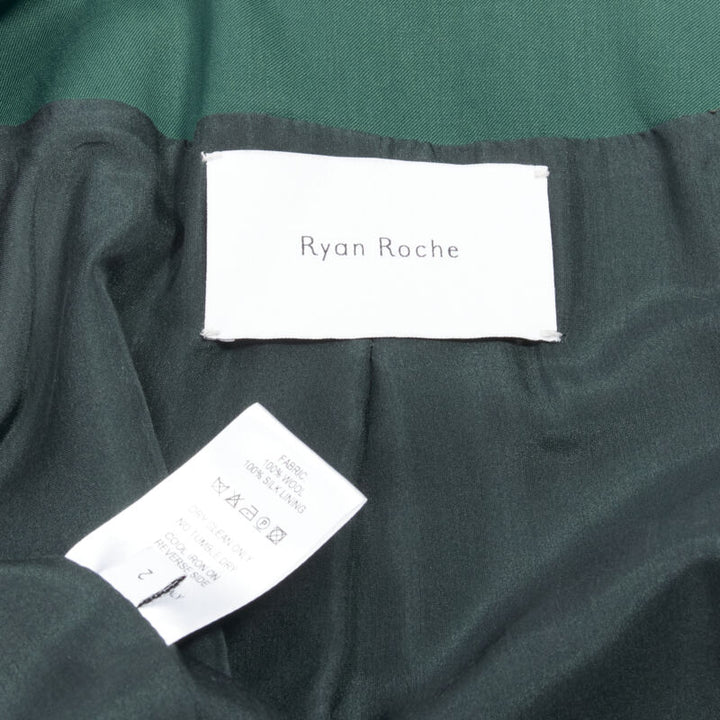 Ryan Roche
FABRIC.
100% WOOL
100% SILK LINING
DRY CLEAN ONLY
NO TUMBLE DRY
COOL IRON ON
REVERSE SIDE
2